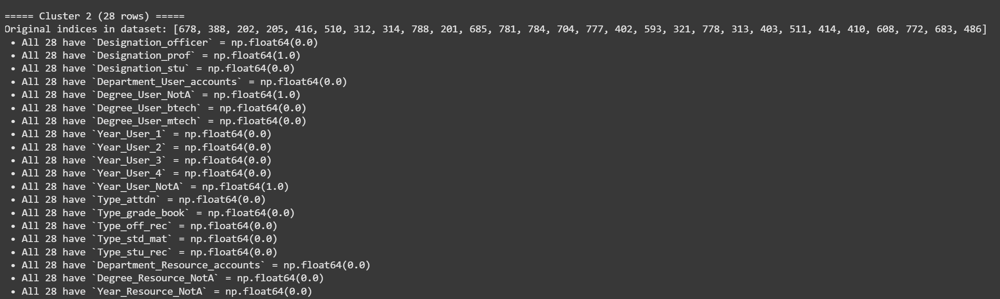 ===== Cluster 2 (28 rows) =====
Original indices in dataset: [678, 388, 202, 205, 416, 510, 312, 314, 788, 201, 685, 781, 784, 704, 777, 402, 593, 321, 778, 313, 403, 511, 414, 410, 608, 772, 683, 486]
• All 28 have `Designation_officer` = np.float64(0.0)
• All 28 have `Designation_prof` = np.float64(1.0)
• All 28 have `Designation_stu` = np.float64(0.0)
• All 28 have `Department_User_accounts` = np.float64(0.0)
• All 28 have `Degree_User_NotA` = np.float64(1.0)
• All 28 have `Degree_User_btech` = np.float64(0.0)
• All 28 have `Degree_User_mtech` = np.float64(0.0)
• All 28 have `Year_User_1` = np.float64(0.0)
• All 28 have `Year_User_2` = np.float64(0.0)
• All 28 have `Year_User_3` = np.float64(0.0)
• All 28 have `Year_User_4` = np.float64(0.0)
• All 28 have `Year_User_NotA` = np.float64(1.0)
• All 28 have `Type_attdn` = np.float64(0.0)
• All 28 have `Type_grade_book` = np.float64(0.0)
• All 28 have `Type_off_rec` = np.float64(0.0)
• All 28 have `Type_std_mat` = np.float64(0.0)
• All 28 have `Type_stu_rec` = np.float64(0.0)
• All 28 have `Department_Resource_accounts` = np.float64(0.0)
• All 28 have `Degree_Resource_NotA` = np.float64(0.0)
• All 28 have `Year_Resource_NotA` = np.float64(0.0)